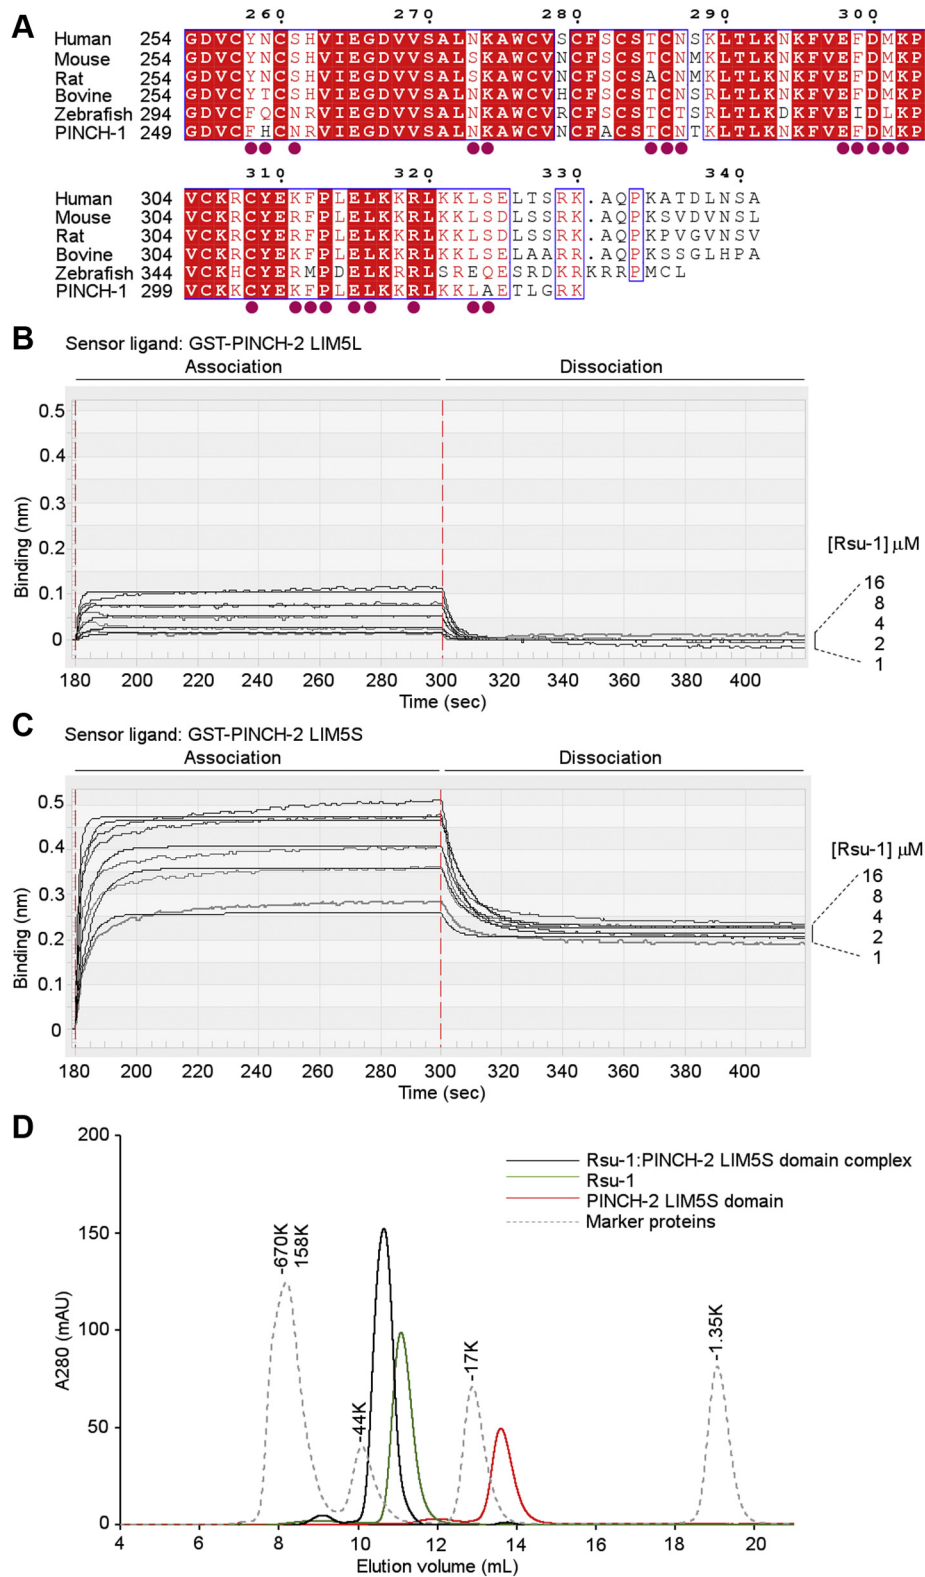 A
260 270 280 290 300
Human 254 GDVCYNCSHVIEGDVVSALNKAWCVSCFSCSTCNSKLTLKNKFVEFDMKP
Mouse 254 GDVCYNCSHVIEGDVVSALSKAWCVNCFSCSTCNMKLTLKNKFVEFDMKP
Rat 254 GDVCYNCSHVIEGDVVSALSKAWCVNCFSCSACNMKLTLKNKFVEFDMKP
Bovine 254 GDVCYTCSHVIEGDVVSALNKAWCVHCFSCSTCNSRLTLKNKFVEFDMKP
Zebrafish 294 GDVCFQCNRVIEGDVVSALNKAWCVRCFSCSTCNSRLTLKDKFVEIDLKP
PINCH-1 249 GDVCFHCNRVIEGDVVSALNKAWCVNCFACSTCNTKLTLKNKFVEFDMKP
310 320 330 340
Human 304 VCKRCYEKFPLELKKRLKKLSELTSRK.AQPKATDLNSA
Mouse 304 VCKRCYERFPLELKKRLKKLSDLSSRK.AQPKSVDVNSL
Rat 304 VCKRCYERFPLELKKRLKKLSDLSSRK.AQPKPVGVNSV
Bovine 304 VCKRCYEKFPLELKKRLKKLSELAARK.AQPKSSGLHPA
Zebrafish 344 VCKHCYERMPDELKRRLSREQESRDKRKRRPMCL
PINCH-1 299 VCKKCYEKFPLELKKRLKKLAETLGRK
B Sensor ligand: GST-PINCH-2 LIM5L
Association Dissociation
0.5
0.4
0.3
0.2
0.1
0
Binding (nm)
[Rsu-1] μM
16
8
4
2
1
180 200 220 240 260 280 300 320 340 360 380 400
Time (sec)
C Sensor ligand: GST-PINCH-2 LIM5S
Association Dissociation
0.5
0.4
0.3
0.2
0.1
0
Binding (nm)
[Rsu-1] μM
16
8
4
2
1
180 200 220 240 260 280 300 320 340 360 380 400
Time (sec)
D
200
150
100
50
0
A280 (mAU)
Rsu-1:PINCH-2 LIM5S domain complex
Rsu-1
PINCH-2 LIM5S domain
Marker proteins
-670K
158K
-44K
-17K
-1.35K
4 6 8 10 12 14 16 18 20
Elution volume (mL)